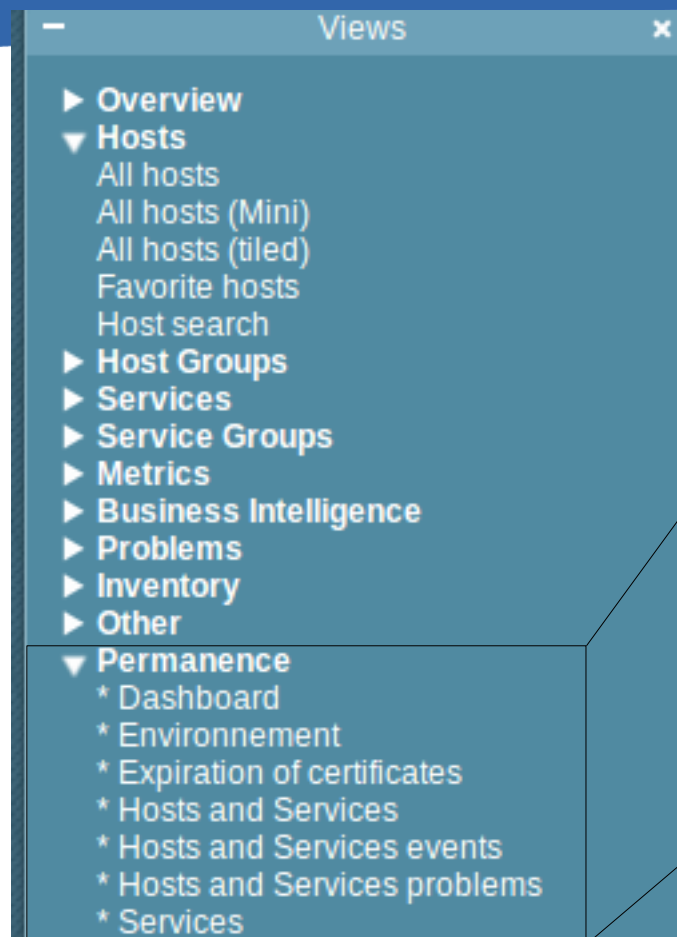 Views
Overview
Hosts
All hosts
All hosts (Mini)
All hosts (tiled)
Favorite hosts
Host search
Host Groups
Services
Service Groups
Metrics
Business Intelligence
Problems
Inventory
Other
Permanence
* Dashboard
* Environnement
* Expiration of certificates
* Hosts and Services
* Hosts and Services events
* Hosts and Services problems
* Services